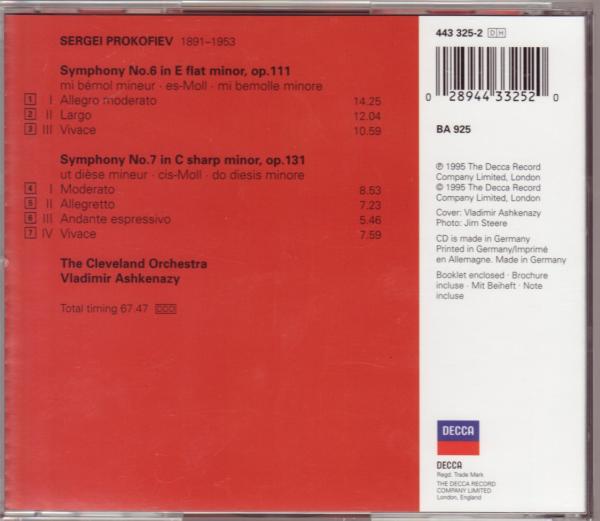 SERGEI PROKOFIEV 1891–1953
Symphony No.6 in E flat minor, op.111
mi bémol mineur · es-Moll · mi bemolle minore
1 I Allegro moderato 14.25
2 II Largo 12.04
3 III Vivace 10.59
Symphony No.7 in C sharp minor, op.131
ut dièse mineur · cis-Moll · do diesis minore
4 I Moderato 8.53
5 II Allegretto 7.23
6 III Andante espressivo 5.46
7 IV Vivace 7.59
The Cleveland Orchestra
Vladimir Ashkenazy
Total timing 67.47 DDD
443 325-2 DH
0 28944 33252 0
BA 925
℗ 1995 The Decca Record
Company Limited, London
© 1995 The Decca Record
Company Limited, London
Cover: Vladimir Ashkenazy
Photo: Jim Steere
CD is made in Germany
Printed in Germany/Imprimé
en Allemagne. Made in Germany
Booklet enclosed · Brochure
incluse · Mit Beiheft · Note
incluse
DECCA
DECCA
Regd. Trade Mark
THE DECCA RECORD
COMPANY LIMITED
London, England